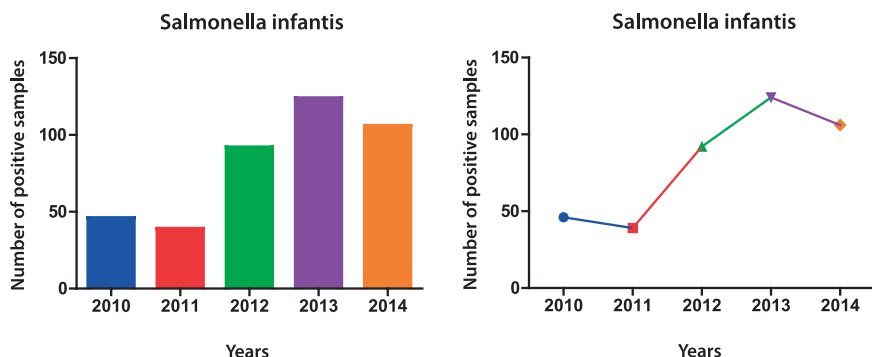 Salmonella infantis
Number of positive samples
150
100
50
0
2010 2011 2012 2013 2014
Years
Salmonella infantis
Number of positive samples
150
100
50
0
2010 2011 2012 2013 2014
Years